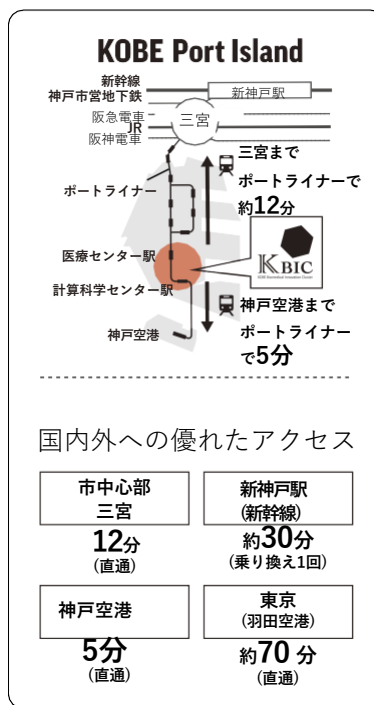 KOBE Port Island
新幹線
神戸市営地下鉄
新神戸駅
阪急電車
三宮
JR
阪神電車
三宮まで
ポートライナーで
約12分
ポートライナー
医療センター駅
KBIC
計算科学センター駅
神戸空港まで
ポートライナー
で5分
神戸空港
国内外への優れたアクセス
市中心部
三宮
12分
(直通)
新神戸駅
(新幹線)
約30分
(乗り換え1回)
神戸空港
5分
(直通)
東京
(羽田空港)
約70 分
(直通)